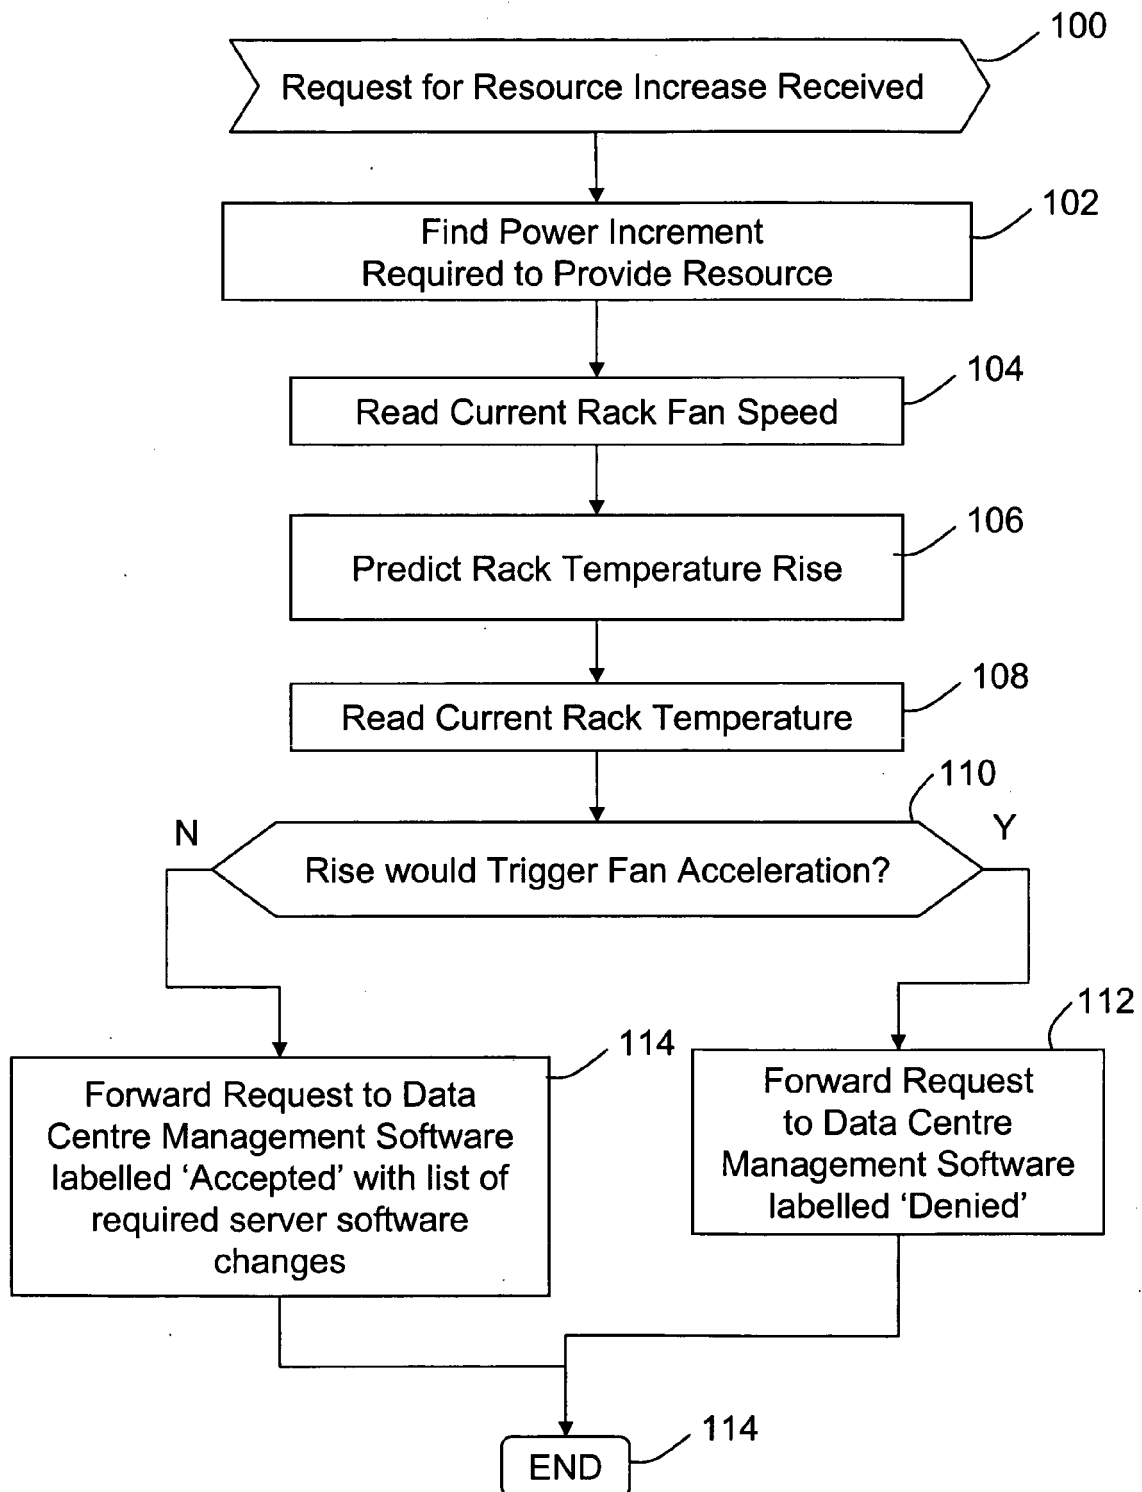 100
Request for Resource Increase Received
102
Find Power Increment
Required to Provide Resource
104
Read Current Rack Fan Speed
106
Predict Rack Temperature Rise
108
Read Current Rack Temperature
110
N
Y
Rise would Trigger Fan Acceleration?
114
Forward Request to Data
Centre Management Software
labelled ‘Accepted’ with list of
required server software
changes
112
Forward Request
to Data Centre
Management Software
labelled ‘Denied’
114
END